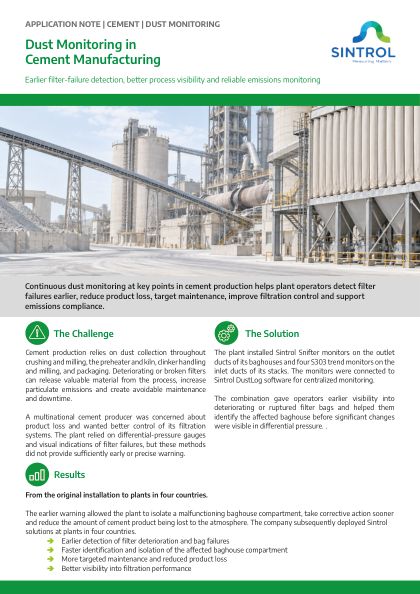 APPLICATION NOTE | CEMENT | DUST MONITORING
Dust Monitoring in
Cement Manufacturing
SINTROL
Measuring Matters
Earlier filter-failure detection, better process visibility and reliable emissions monitoring
Continuous dust monitoring at key points in cement production helps plant operators detect filter
failures earlier, reduce product loss, target maintenance, improve filtration control and support
emissions compliance.
The Challenge
Cement production relies on dust collection throughout
crushing and milling, the preheater and kiln, clinker handling
and milling, and packaging. Deteriorating or broken filters
can release valuable material from the process, increase
particulate emissions and create avoidable maintenance
and downtime.
A multinational cement producer was concerned about
product loss and wanted better control of its filtration
systems. The plant relied on differential-pressure gauges
and visual indications of filter failures, but these methods
did not provide sufficiently early or precise warning.
The Solution
The plant installed Sintrol Snifter monitors on the outlet
ducts of its baghouses and four S303 trend monitors on the
inlet ducts of its stacks. The monitors were connected to
Sintrol DustLog software for centralized monitoring.
The combination gave operators earlier visibility into
deteriorating or ruptured filter bags and helped them
identify the affected baghouse before significant changes
were visible in differential pressure. .
Results
From the original installation to plants in four countries.
The earlier warning allowed the plant to isolate a malfunctioning baghouse compartment, take corrective action sooner
and reduce the amount of cement product being lost to the atmosphere. The company subsequently deployed Sintrol
solutions at plants in four countries.
Earlier detection of filter deterioration and bag failures
Faster identification and isolation of the affected baghouse compartment
More targeted maintenance and reduced product loss
Better visibility into filtration performance